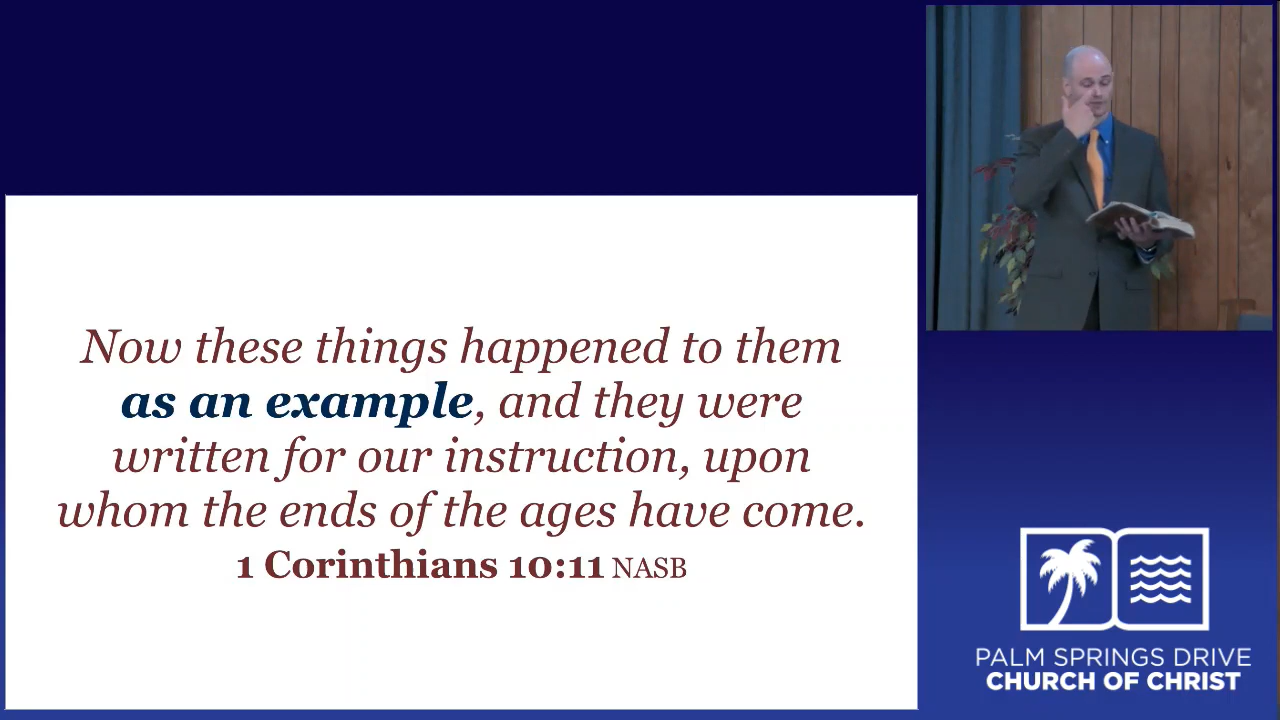 Now these things happened to them
as an example, and they were
written for our instruction, upon
whom the ends of the ages have come.
1 Corinthians 10:11 NASB
PALM SPRINGS DRIVE
CHURCH OF CHRIST